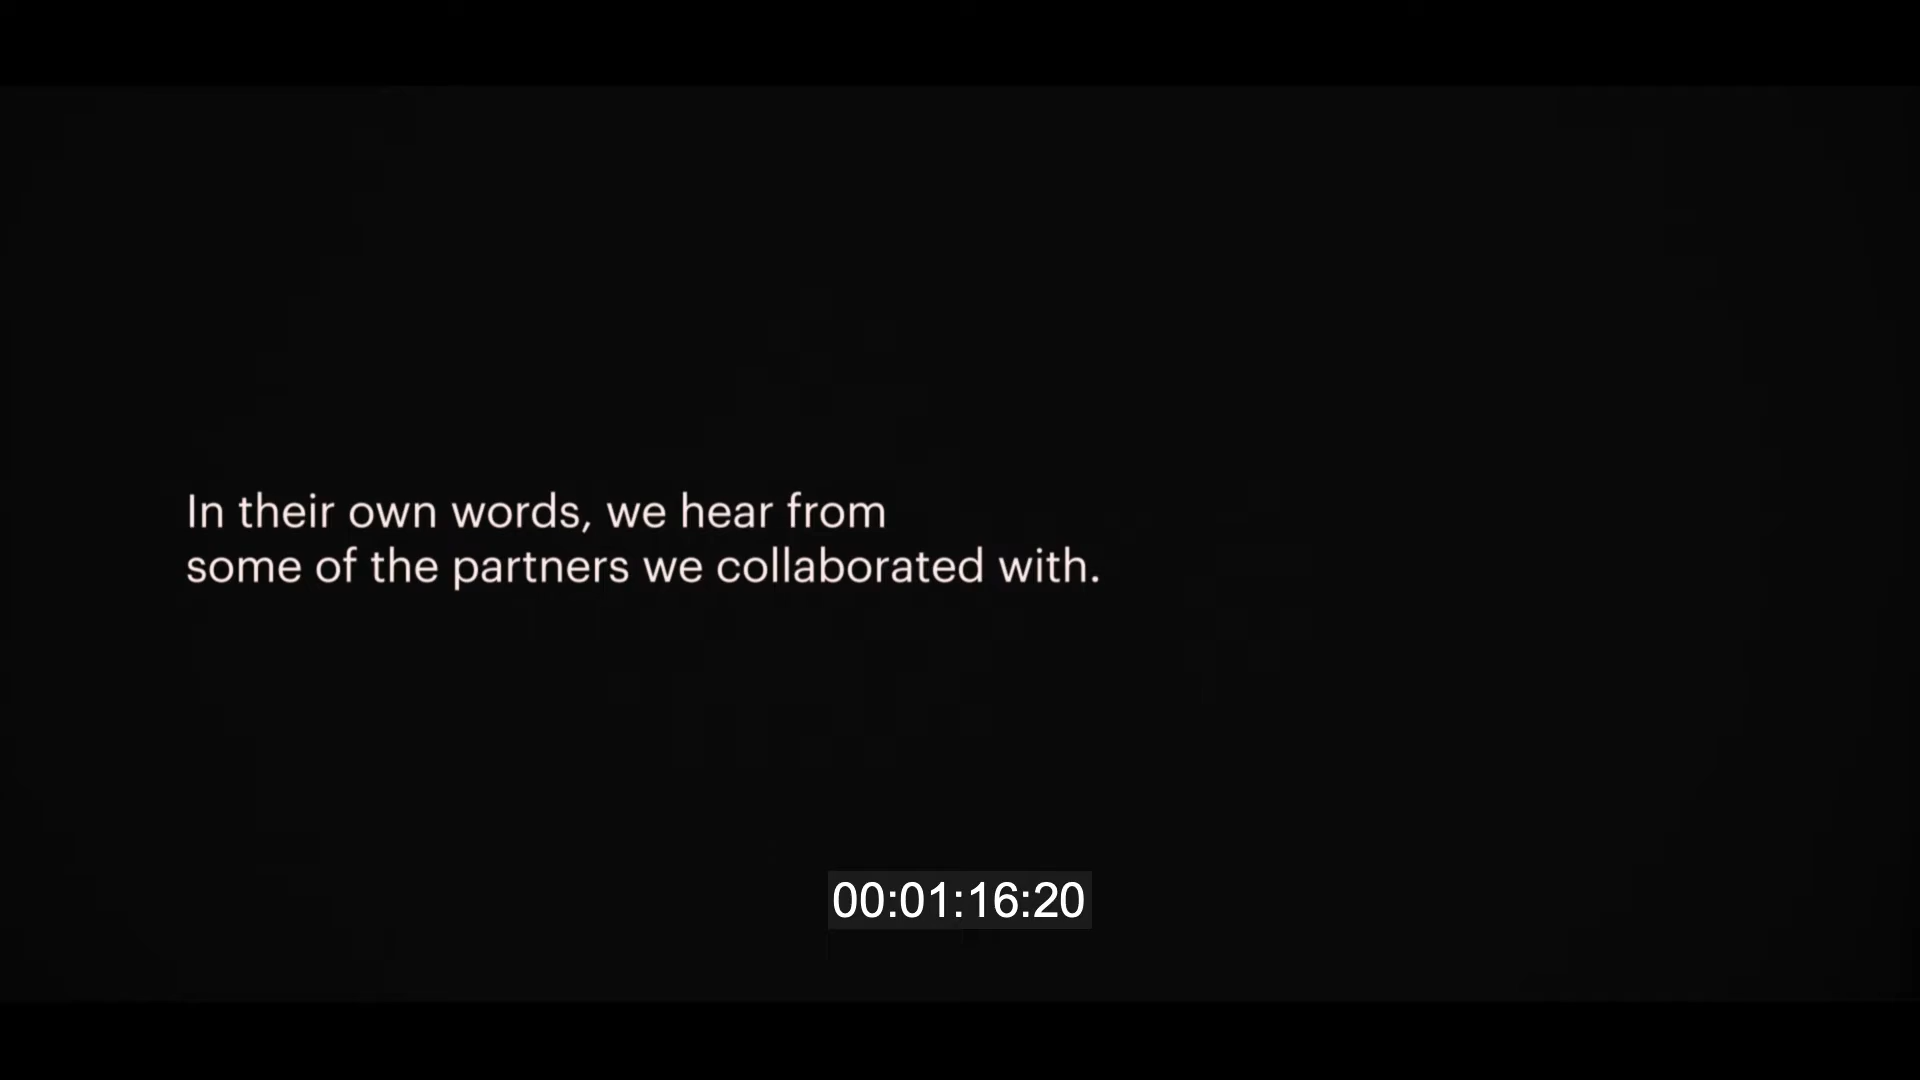 In their own words, we hear from
some of the partners we collaborated with.
00:01:16:20